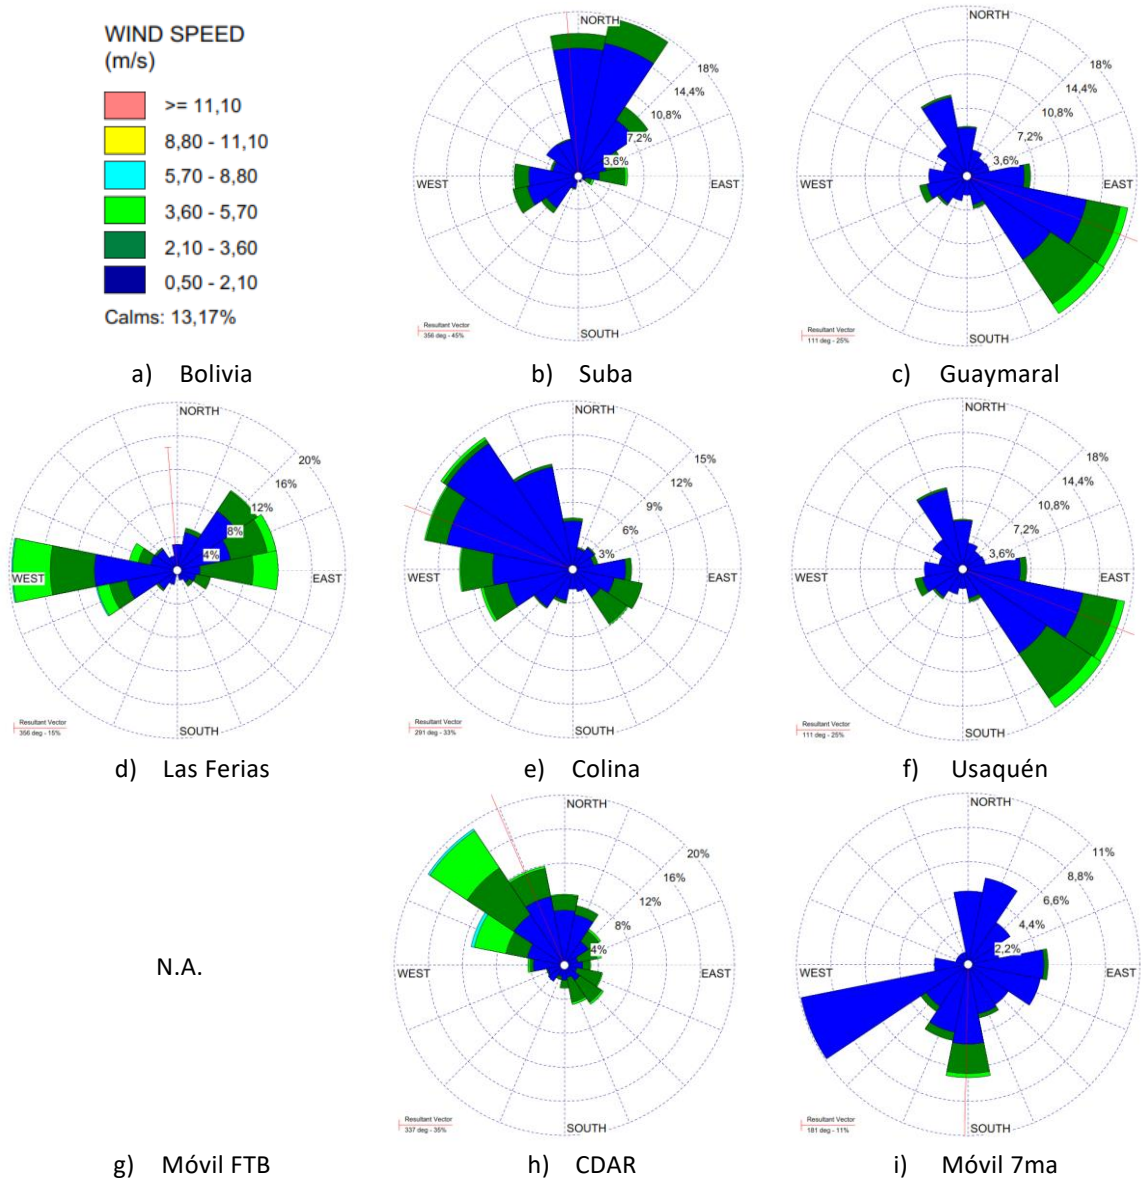 WIND SPEED
(m/s)
>= 11,10
8,80 - 11,10
5,70 - 8,80
3,60 - 5,70
2,10 - 3,60
0,50 - 2,10
Calms: 13,17%
a) Bolivia
NORTH
18%
14,4%
10,8%
7,2%
3,6%
WEST
EAST
SOUTH
Resultant Vector
356 deg - 45%
b) Suba
NORTH
18%
14,4%
10,8%
7,2%
3,6%
WEST
EAST
SOUTH
Resultant Vector
111 deg - 25%
c) Guaymaral
NORTH
20%
16%
12%
8%
4%
WEST
EAST
SOUTH
Resultant Vector
356 deg - 15%
d) Las Ferias
NORTH
15%
12%
9%
6%
3%
WEST
EAST
SOUTH
Resultant Vector
291 deg - 33%
e) Colina
NORTH
18%
14,4%
10,8%
7,2%
3,6%
WEST
EAST
SOUTH
Resultant Vector
111 deg - 25%
f) Usaquén
N.A.
g) Móvil FTB
NORTH
20%
16%
12%
8%
4%
WEST
EAST
SOUTH
Resultant Vector
337 deg - 35%
h) CDAR
NORTH
11%
8,8%
6,6%
4,4%
2,2%
WEST
EAST
SOUTH
Resultant Vector
181 deg - 11%
i) Móvil 7ma